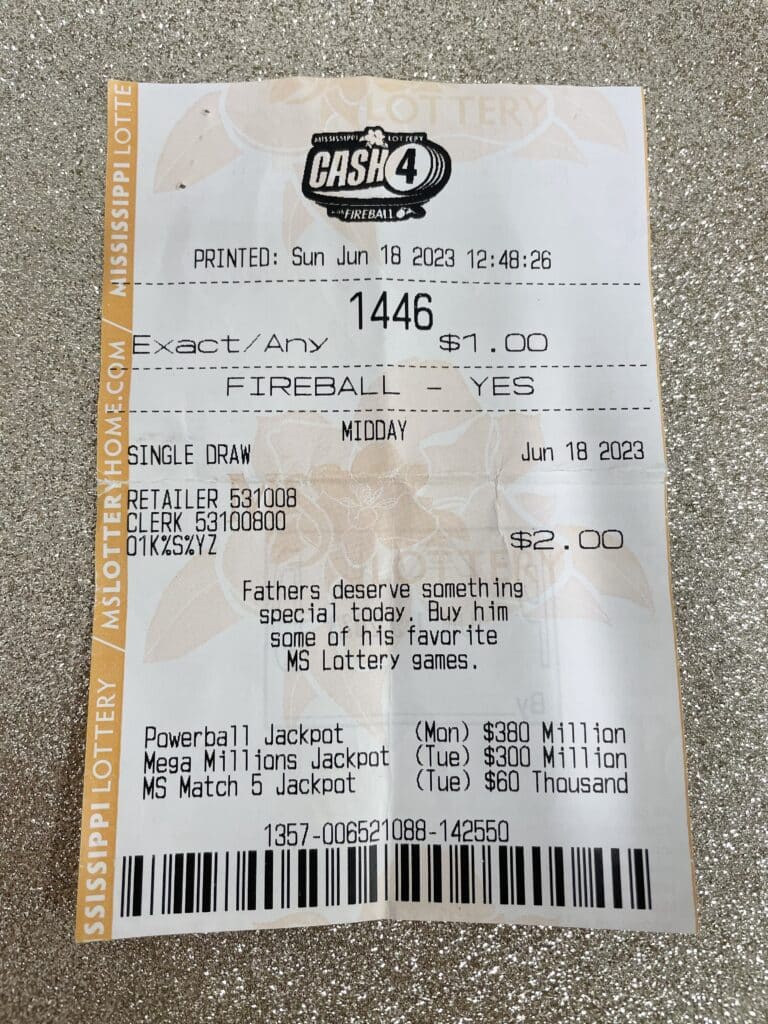 LOTTERY
MISSISSIPPI LOTTERY
CASH 4
FIREBALL
PRINTED: Sun Jun 18 2023 12:48:26
1446
Exact/Any $1.00
FIREBALL - YES
MIDDAY
SINGLE DRAW Jun 18 2023
RETAILER 531008
CLERK 53100800
01K%S%YZ $2.00
LOTTERY
Fathers deserve something
special today. Buy him
some of his favorite
MS Lottery games.
By
Powerball Jackpot (Mon) $380 Million
Mega Millions Jackpot (Tue) $300 Million
MS Match 5 Jackpot (Tue) $60 Thousand
1357-006521088-142550
SSISSIPPI LOTTERY / MSLOTTERYHOME.COM / MISSISSIPPI LOTTE